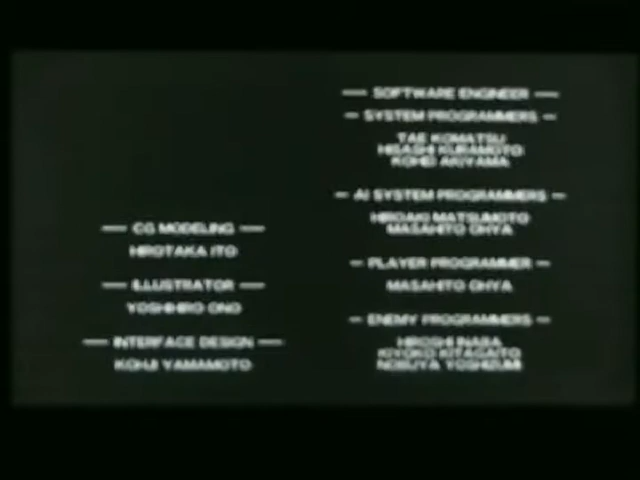 — CG MODELING —
HIROTAKA ITO
— ILLUSTRATOR —
YOSHIHIRO ONO
— INTERFACE DESIGN —
KOHJI YAMAMOTO
— SOFTWARE ENGINEER —
— SYSTEM PROGRAMMERS —
TAE KOMATSU
HISASHI KURAMOTO
KOHEI AKIYAMA
— AI SYSTEM PROGRAMMERS —
HIROAKI MATSUMOTO
MASAHITO OHYA
— PLAYER PROGRAMMER —
MASAHITO OHYA
— ENEMY PROGRAMMERS —
HIROSHI INABA
KIYOKO KITAGAITO
NOBUYA YOSHIZUMI